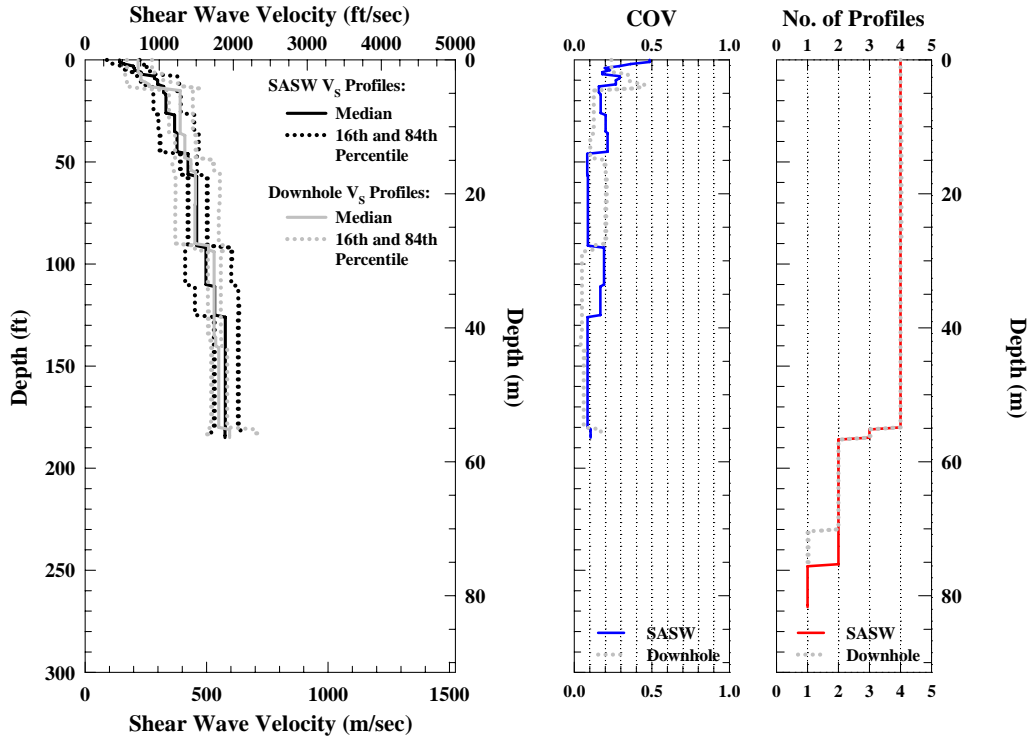 Shear Wave Velocity (ft/sec)
0 1000 2000 3000 4000 5000
SASW VS Profiles:
Median
16th and 84th
Percentile
Downhole VS Profiles:
Median
16th and 84th
Percentile
Depth (ft)
0
50
100
150
200
250
300
0
20
40
60
80
Depth (m)
0 500 1000 1500
Shear Wave Velocity (m/sec)
COV
0.0 0.5 1.0
SASW
Downhole
0.0 0.5 1.0
No. of Profiles
0 1 2 3 4 5
0
20
40
60
80
Depth (m)
SASW
Downhole
0 1 2 3 4 5